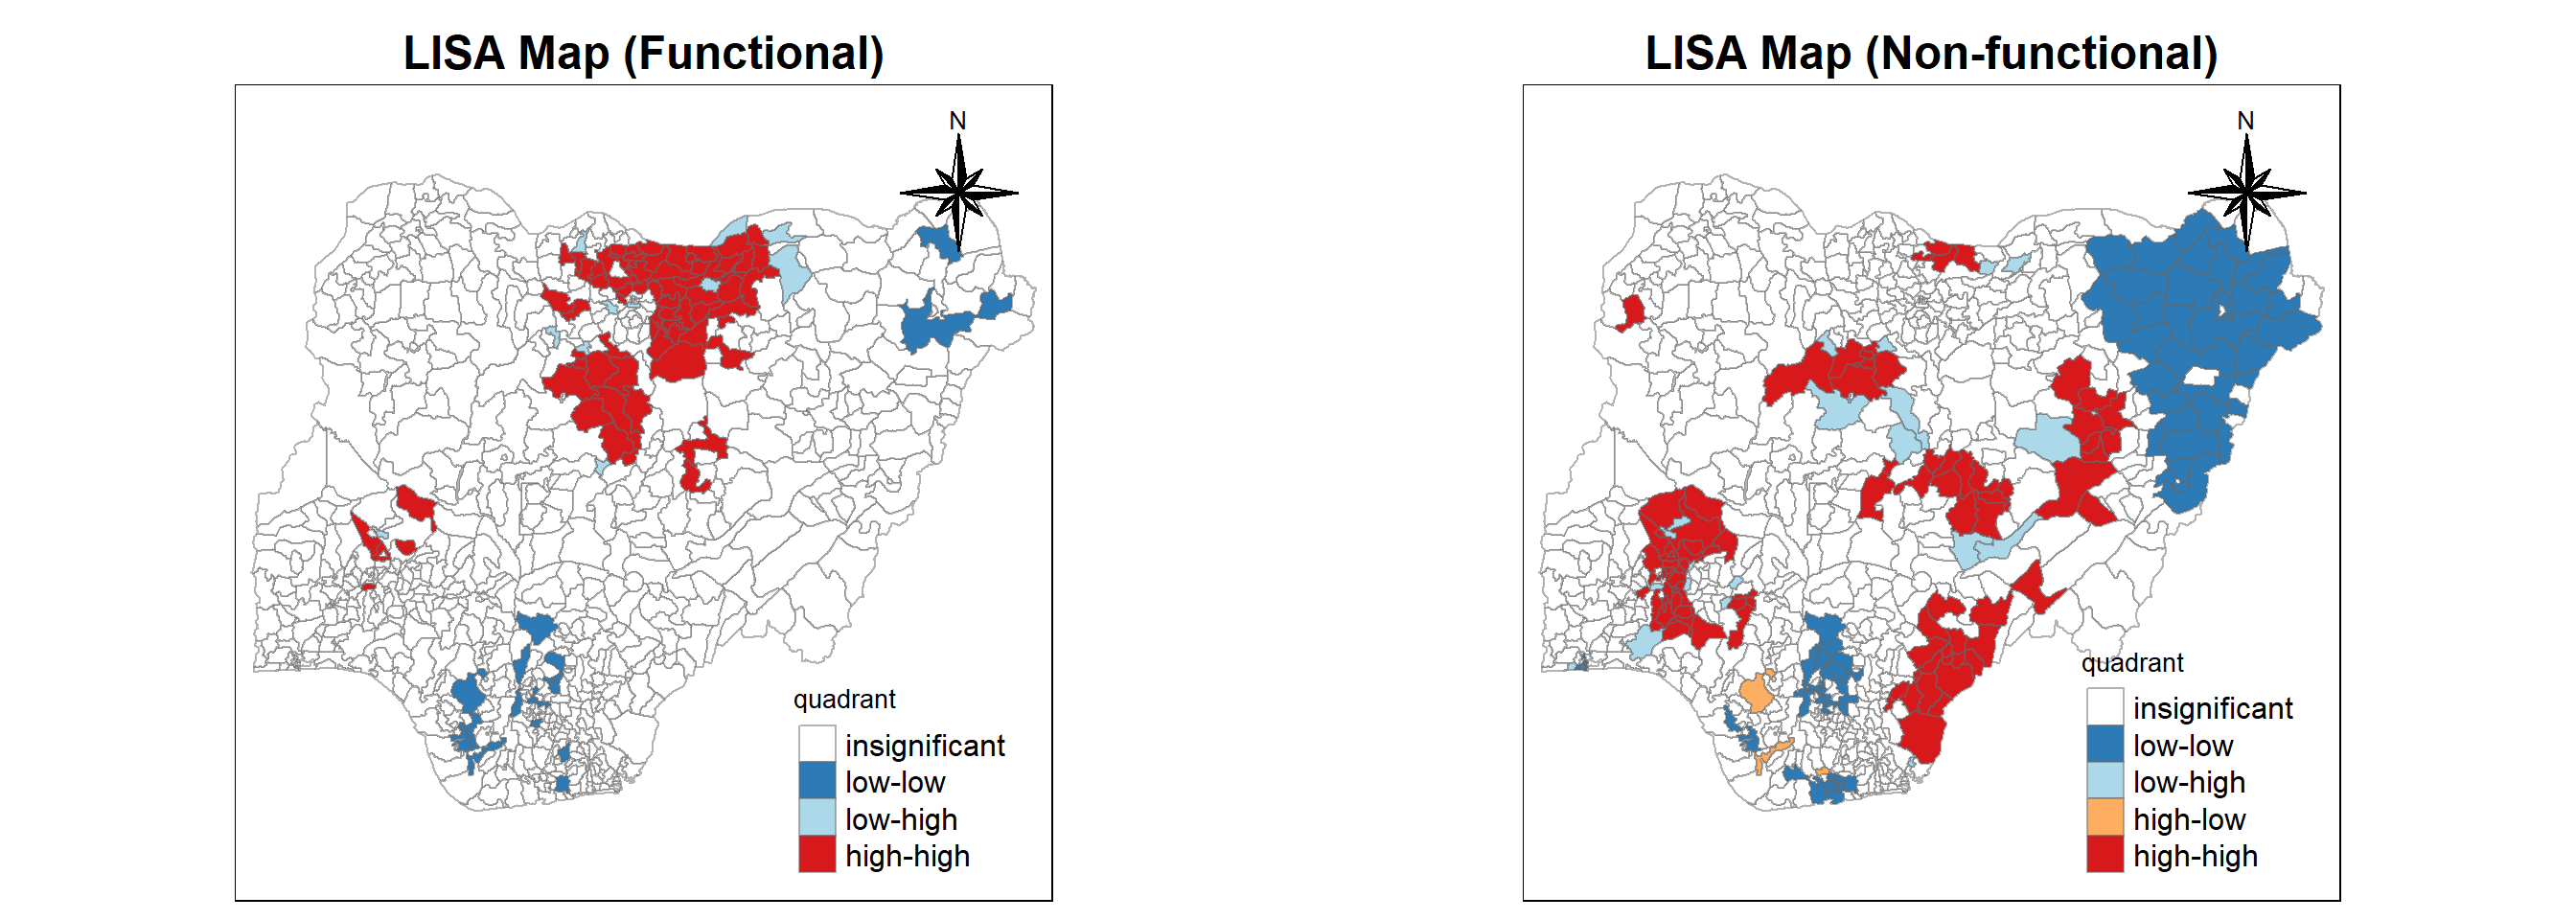 LISA Map (Functional)
N
quadrant
insignificant
low-low
low-high
high-high
LISA Map (Non-functional)
N
quadrant
insignificant
low-low
low-high
high-low
high-high